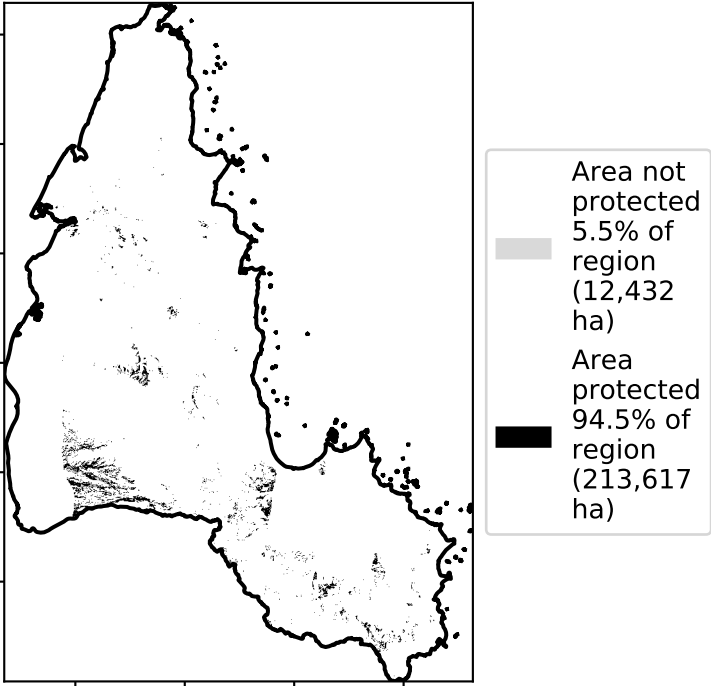 Area not
protected
5.5% of
region
(12,432
ha)
Area
protected
94.5% of
region
(213,617
ha)